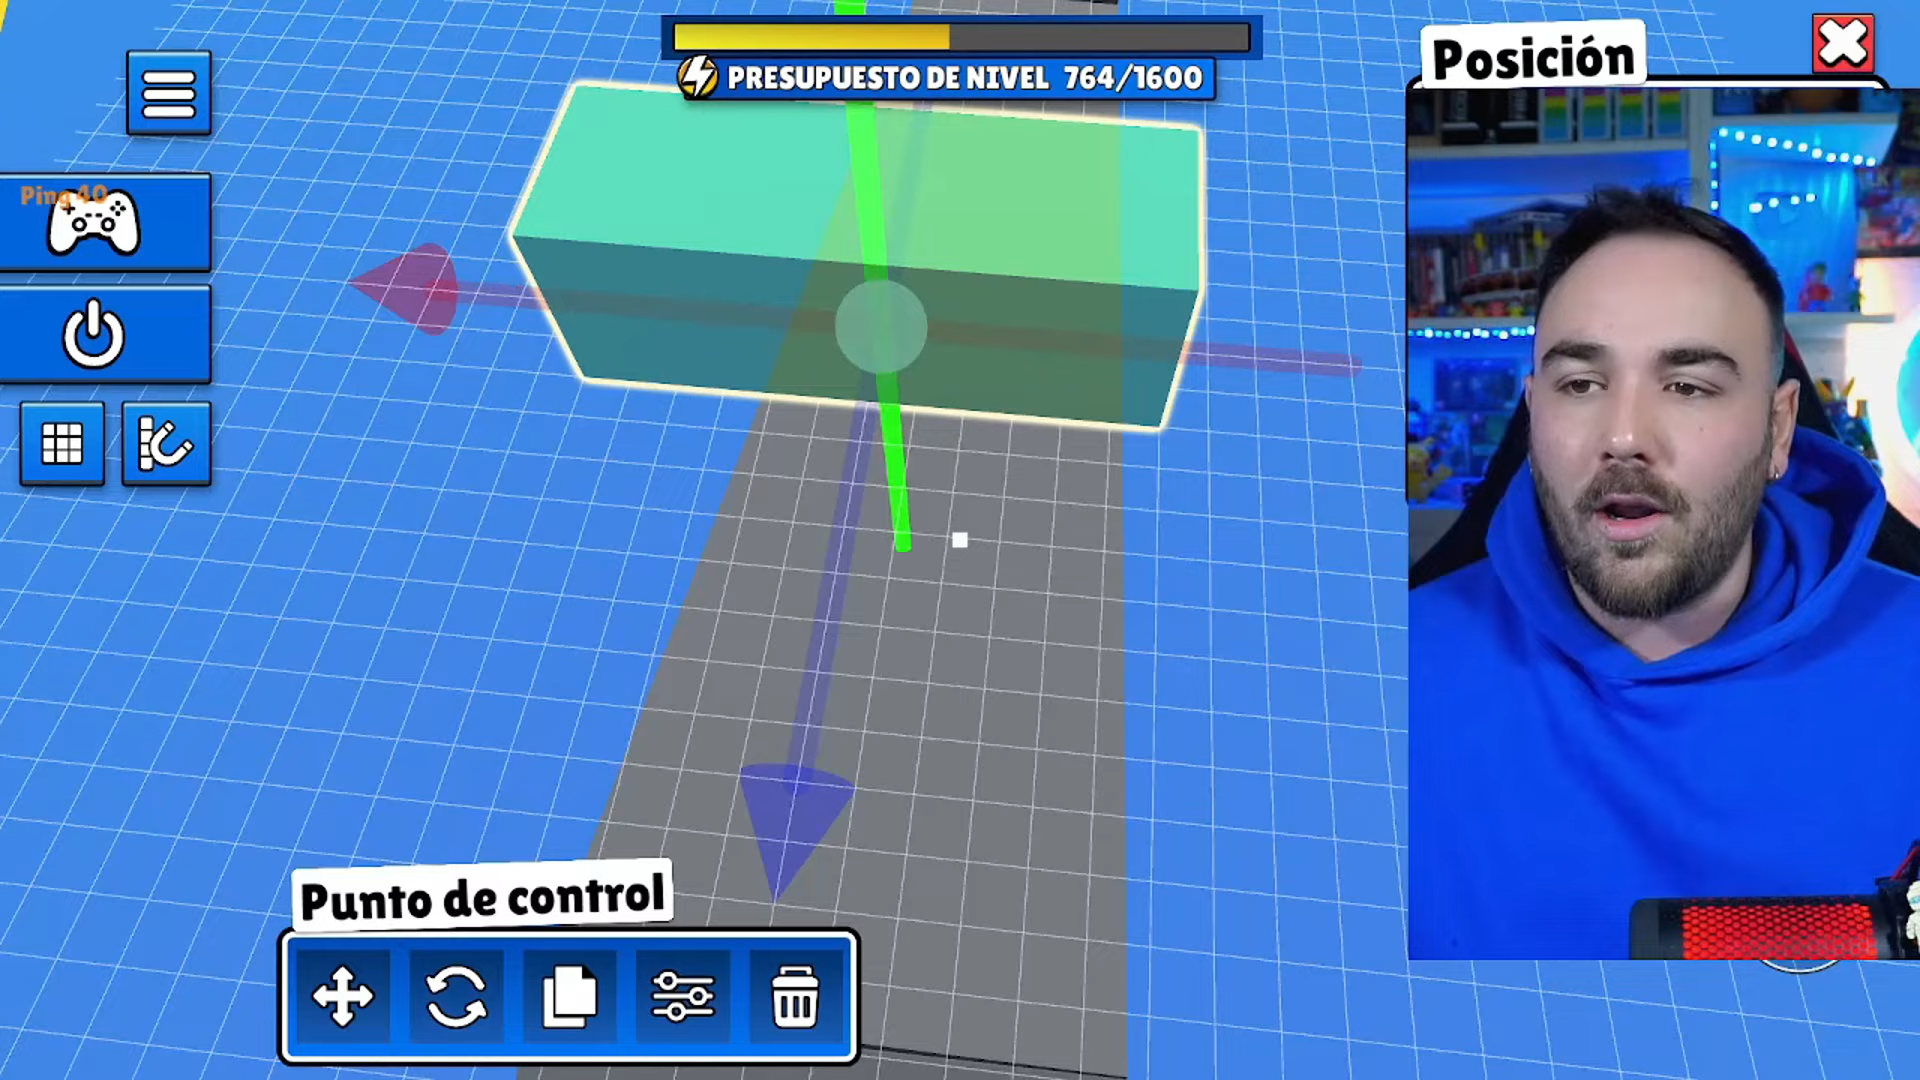 PRESUPUESTO DE NIVEL 764/1600
Posición
Ping 40
Punto de control